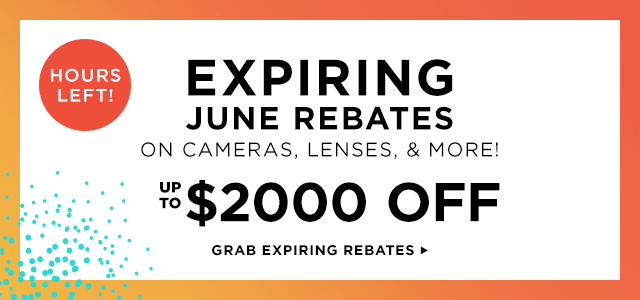 HOURS
LEFT!
EXPIRING
JUNE REBATES
ON CAMERAS, LENSES, & MORE!
UP TO $2000 OFF
GRAB EXPIRING REBATES ▸